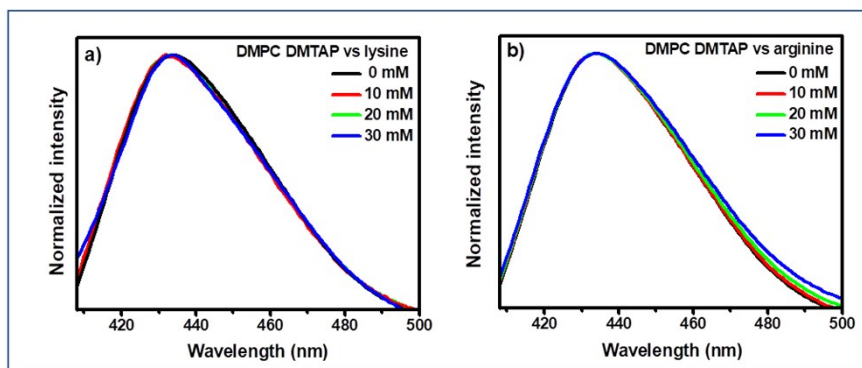 a)
DMPC DMTAP vs lysine
0 mM
10 mM
20 mM
30 mM
Normalized intensity
420 440 460 480 500
Wavelength (nm)
b)
DMPC DMTAP vs arginine
0 mM
10 mM
20 mM
30 mM
Normalized intensity
420 440 460 480 500
Wavelength (nm)